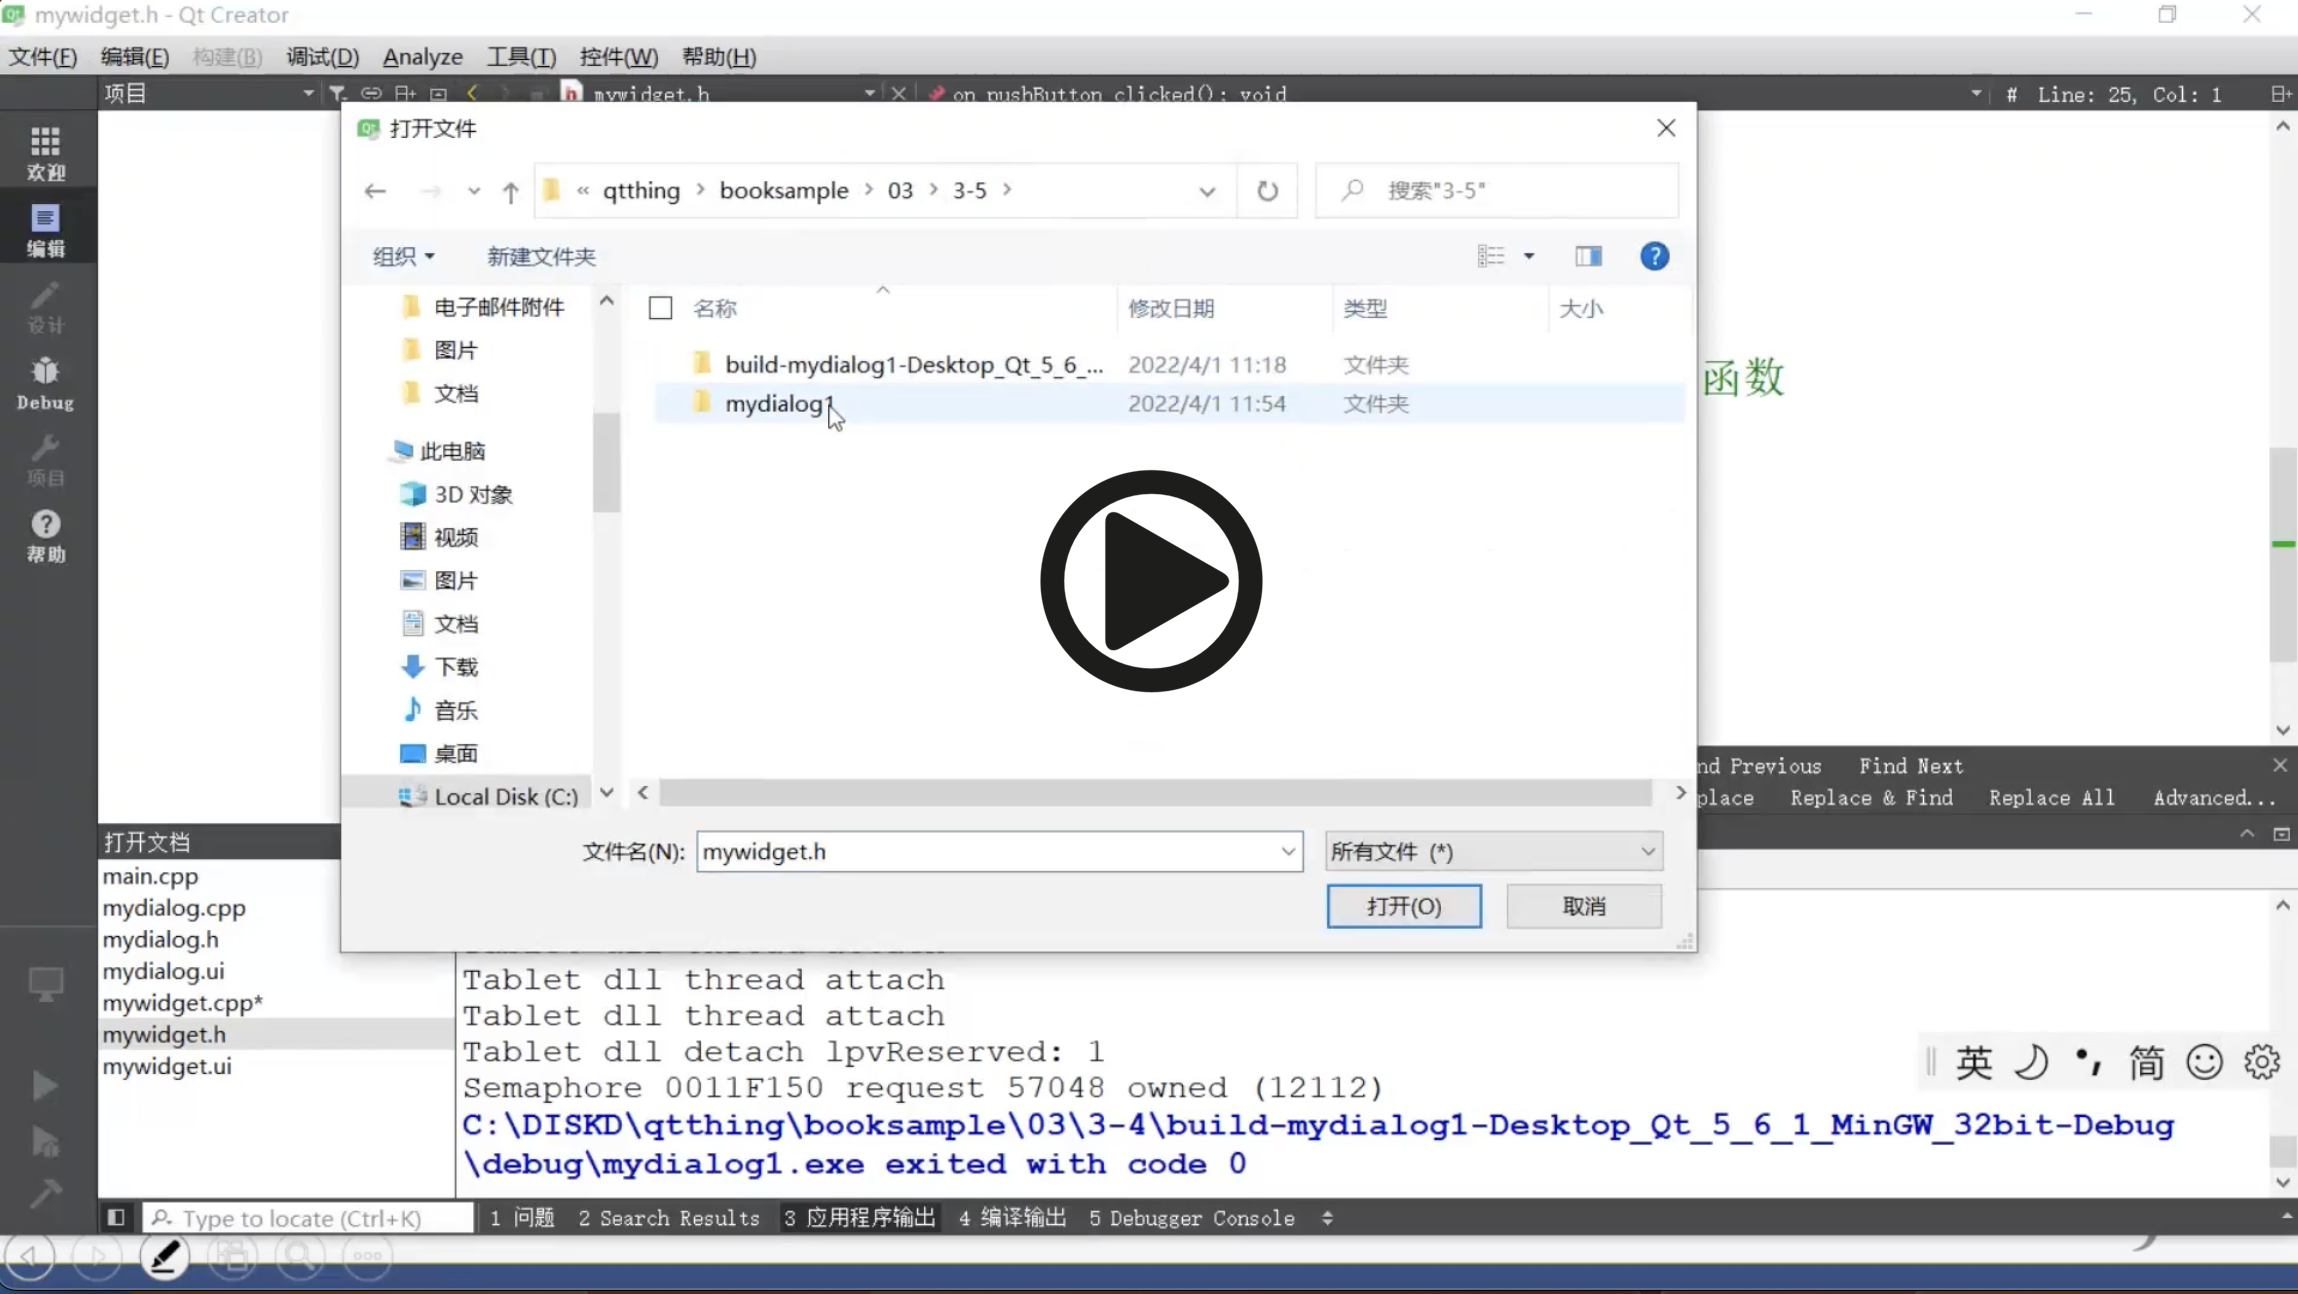 mywidget.h - Qt Creator
文件(F) 编辑(E) 构建(B) 调试(D) Analyze 工具(T) 控件(W) 帮助(H)
项目 mywidget.h on_pushButton_clicked(): void # Line: 25, Col: 1
打开文件
« qtthing › booksample › 03 › 3-5 ›
搜索"3-5"
组织 新建文件夹
欢迎
编辑
设计
Debug
项目
帮助
电子邮件附件
图片
文档
此电脑
3D 对象
视频
图片
文档
下载
音乐
桌面
Local Disk (C:)
名称 修改日期 类型 大小
build-mydialog1-Desktop_Qt_5_6_... 2022/4/1 11:18 文件夹
mydialog1 2022/4/1 11:54 文件夹
函数
nd Previous Find Next
place Replace & Find Replace All Advanced...
文件名(N): mywidget.h 所有文件 (*)
打开(O) 取消
打开文档
main.cpp
mydialog.cpp
mydialog.h
mydialog.ui
mywidget.cpp*
mywidget.h
mywidget.ui
Tablet dll thread attach
Tablet dll thread attach
Tablet dll detach lpvReserved: 1
Semaphore 0011F150 request 57048 owned (12112)
C:\DISKD\qtthing\booksample\03\3-4\build-mydialog1-Desktop_Qt_5_6_1_MinGW_32bit-Debug
\debug\mydialog1.exe exited with code 0
英 简
Type to locate (Ctrl+K) 1 问题 2 Search Results 3 应用程序输出 4 编译输出 5 Debugger Console